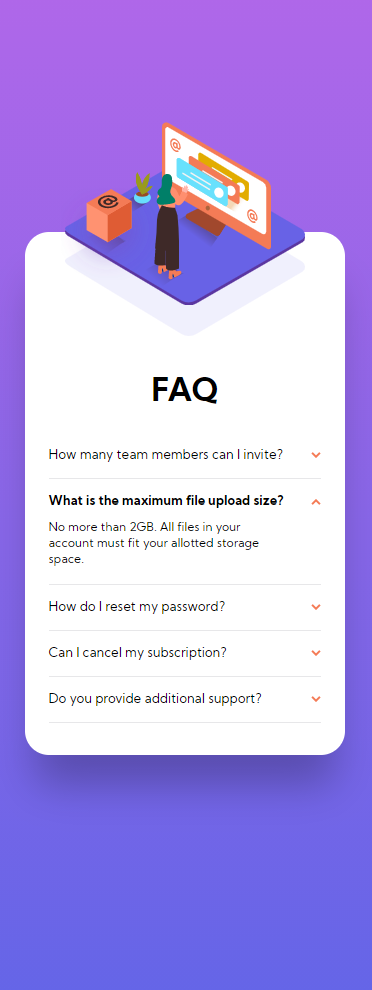 @
@
@
FAQ
How many team members can I invite?
What is the maximum file upload size?
No more than 2GB. All files in your
account must fit your allotted storage
space.
How do I reset my password?
Can I cancel my subscription?
Do you provide additional support?